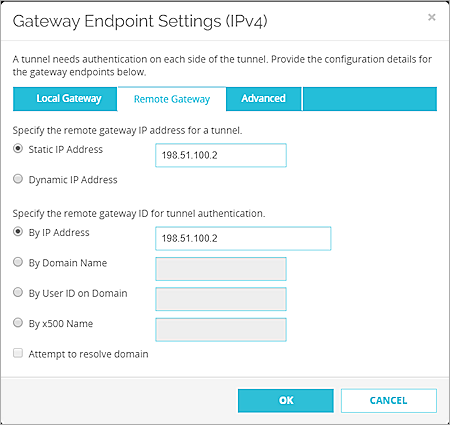 Gateway Endpoint Settings (IPv4)
×
A tunnel needs authentication on each side of the tunnel. Provide the configuration details for
the gateway endpoints below.
Local Gateway Remote Gateway Advanced
Specify the remote gateway IP address for a tunnel.
Static IP Address 198.51.100.2
Dynamic IP Address
Specify the remote gateway ID for tunnel authentication.
By IP Address 198.51.100.2
By Domain Name
By User ID on Domain
By x500 Name
Attempt to resolve domain
OK CANCEL